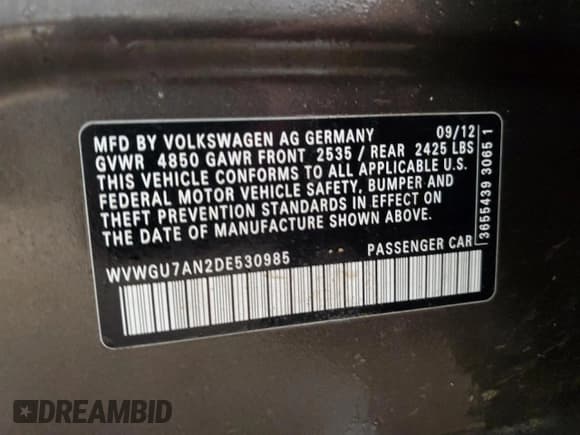 MFD BY VOLKSWAGEN AG GERMANY 09/12
GVWR 4850 GAWR FRONT 2535 / REAR 2425 LBS
THIS VEHICLE CONFORMS TO ALL APPLICABLE U.S.
FEDERAL MOTOR VEHICLE SAFETY, BUMPER AND
THEFT PREVENTION STANDARDS IN EFFECT ON
THE DATE OF MANUFACTURE SHOWN ABOVE.
WVWGU7AN2DE530985 PASSENGER CAR
3655439 3065 1
DREAMBID